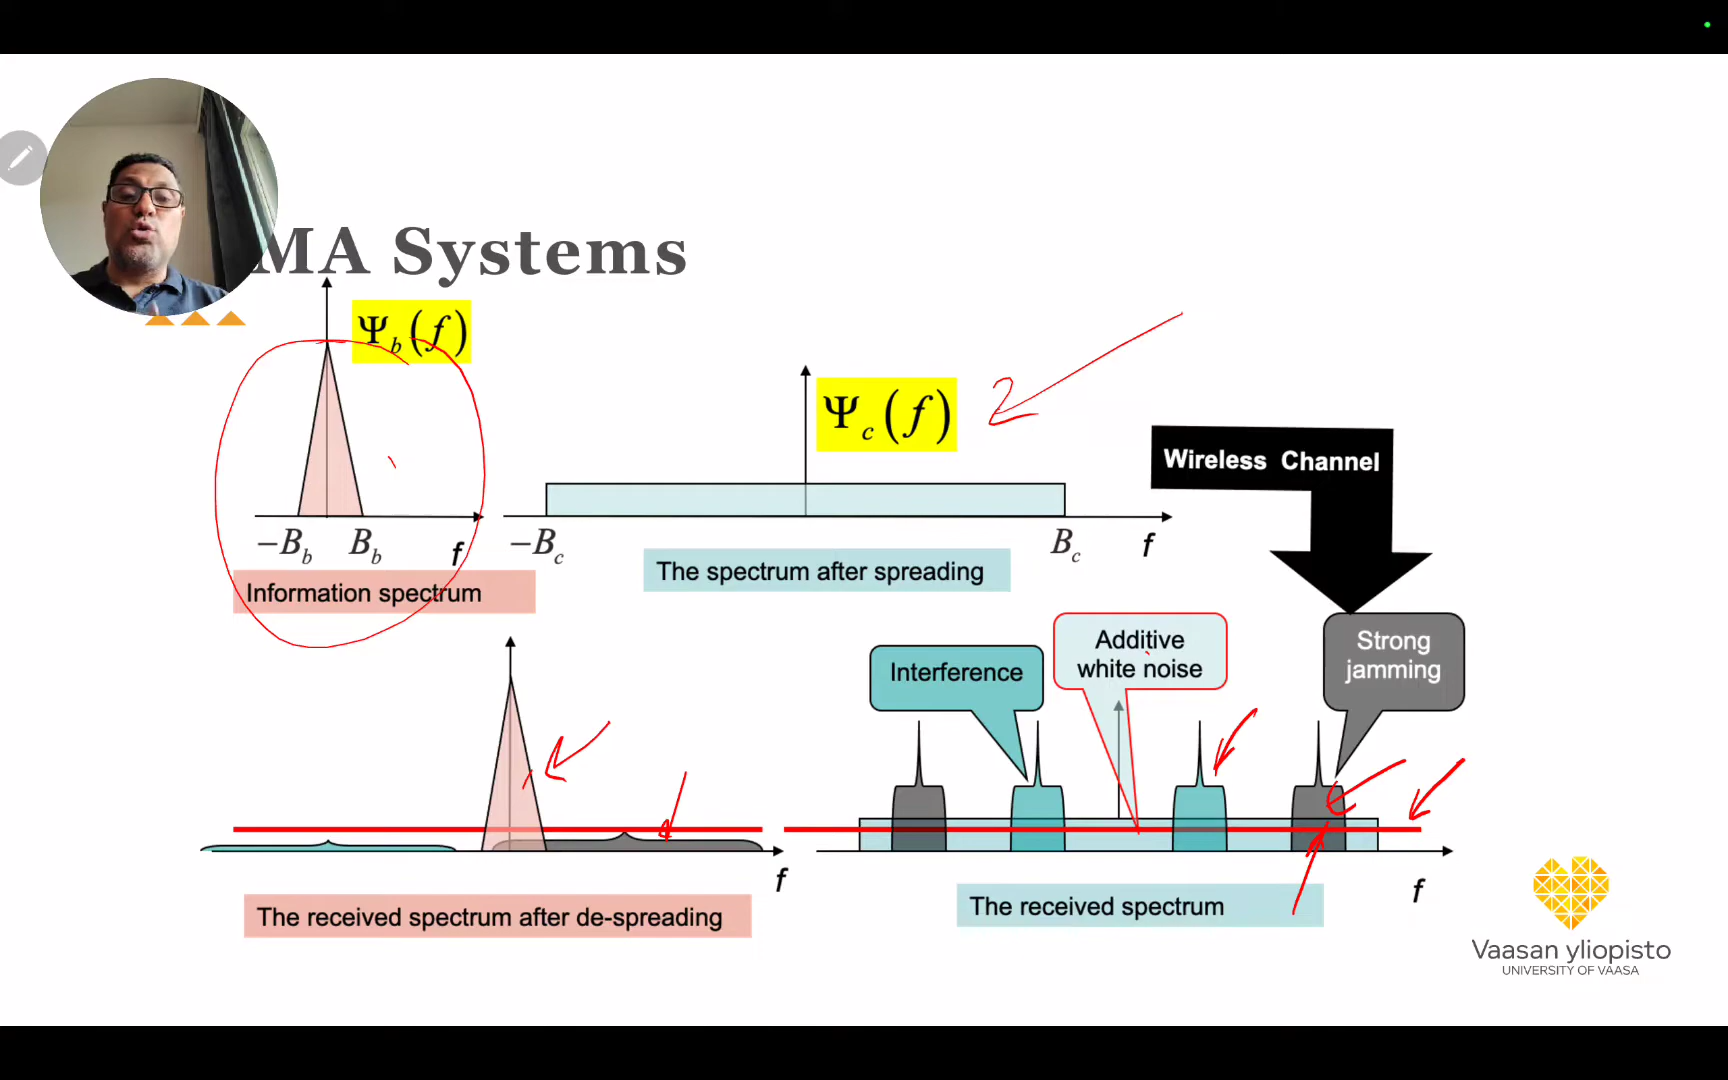 MA Systems
Ψb(f)
Ψc(f)
Wireless Channel
−Bb
Bb
f
−Bc
Bc
f
Information spectrum
The spectrum after spreading
Interference
Additive
white noise
Strong
jamming
f
f
The received spectrum after de-spreading
The received spectrum
Vaasan yliopisto
UNIVERSITY OF VAASA